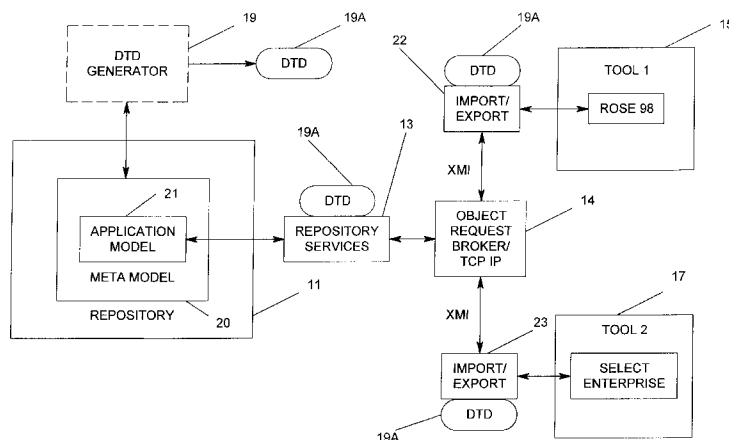 19
19A
DTD
GENERATOR
DTD
22
19A
DTD
IMPORT/
EXPORT
15
TOOL 1
ROSE 98
XMI
21
APPLICATION
MODEL
META MODEL
REPOSITORY
20
11
19A
13
DTD
REPOSITORY
SERVICES
14
OBJECT
REQUEST
BROKER/
TCP IP
XMI
23
IMPORT/
EXPORT
DTD
19A
17
TOOL 2
SELECT
ENTERPRISE